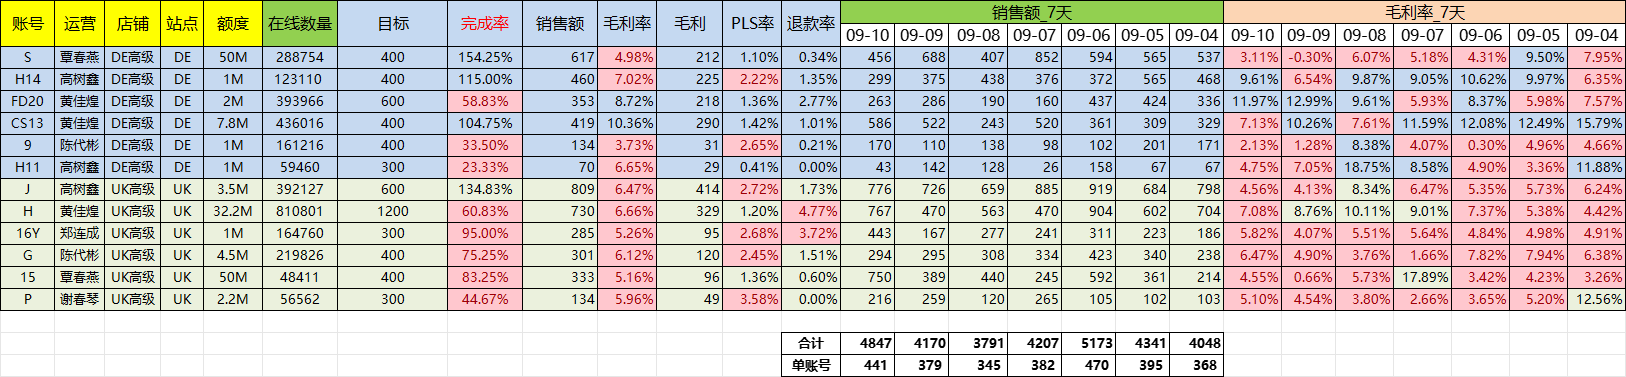 账号 运营 店铺 站点 额度 在线数量 目标 完成率 销售额 毛利率 毛利 PLS率 退款率 销售额_7天 毛利率_7天
09-10 09-09 09-08 09-07 09-06 09-05 09-04 09-10 09-09 09-08 09-07 09-06 09-05 09-04
S 覃春燕 DE高级 DE 50M 288754 400 154.25% 617 4.98% 212 1.10% 0.34% 456 688 407 852 594 565 537 3.11% -0.30% 6.07% 5.18% 4.31% 9.50% 7.95%
H14 高树鑫 DE高级 DE 1M 123110 400 115.00% 460 7.02% 225 2.22% 1.35% 299 375 438 376 372 565 468 9.61% 6.54% 9.87% 9.05% 10.62% 9.97% 6.35%
FD20 黄佳煌 DE高级 DE 2M 393966 600 58.83% 353 8.72% 218 1.36% 2.77% 263 286 190 160 437 424 336 11.97% 12.99% 9.61% 5.93% 8.37% 5.98% 7.57%
CS13 黄佳煌 DE高级 DE 7.8M 436016 400 104.75% 419 10.36% 290 1.42% 1.01% 586 522 243 520 361 309 329 7.13% 10.26% 7.61% 11.59% 12.08% 12.49% 15.79%
9 陈代彬 DE高级 DE 1M 161216 400 33.50% 134 3.73% 31 2.65% 0.21% 170 110 138 98 102 201 171 2.13% 1.28% 8.38% 4.07% 0.30% 4.96% 4.66%
H11 高树鑫 DE高级 DE 1M 59460 300 23.33% 70 6.65% 29 0.41% 0.00% 43 142 128 26 158 67 67 4.75% 7.05% 18.75% 8.58% 4.90% 3.36% 11.88%
J 高树鑫 UK高级 UK 3.5M 392127 600 134.83% 809 6.47% 414 2.72% 1.73% 776 726 659 885 919 684 798 4.56% 4.13% 8.34% 6.47% 5.35% 5.73% 6.24%
H 黄佳煌 UK高级 UK 32.2M 810801 1200 60.83% 730 6.66% 329 1.20% 4.77% 767 470 563 470 904 602 704 7.08% 8.76% 10.11% 9.01% 7.37% 5.38% 4.42%
16Y 郑连成 UK高级 UK 1M 164760 300 95.00% 285 5.26% 95 2.68% 3.72% 443 167 277 241 311 223 186 5.82% 4.07% 5.51% 5.64% 4.84% 4.98% 4.91%
G 陈代彬 UK高级 UK 4.5M 219826 400 75.25% 301 6.12% 120 2.45% 1.51% 294 295 308 334 423 340 238 6.47% 4.90% 3.76% 1.66% 7.82% 7.94% 6.38%
15 覃春燕 UK高级 UK 50M 48411 400 83.25% 333 5.16% 96 1.36% 0.60% 750 389 440 245 592 361 214 4.55% 0.66% 5.73% 17.89% 3.42% 4.23% 3.26%
P 谢春琴 UK高级 UK 2.2M 56562 300 44.67% 134 5.96% 49 3.58% 0.00% 216 259 120 265 105 102 103 5.10% 4.54% 3.80% 2.66% 3.65% 5.20% 12.56%
合计 4847 4170 3791 4207 5173 4341 4048
单账号 441 379 345 382 470 395 368